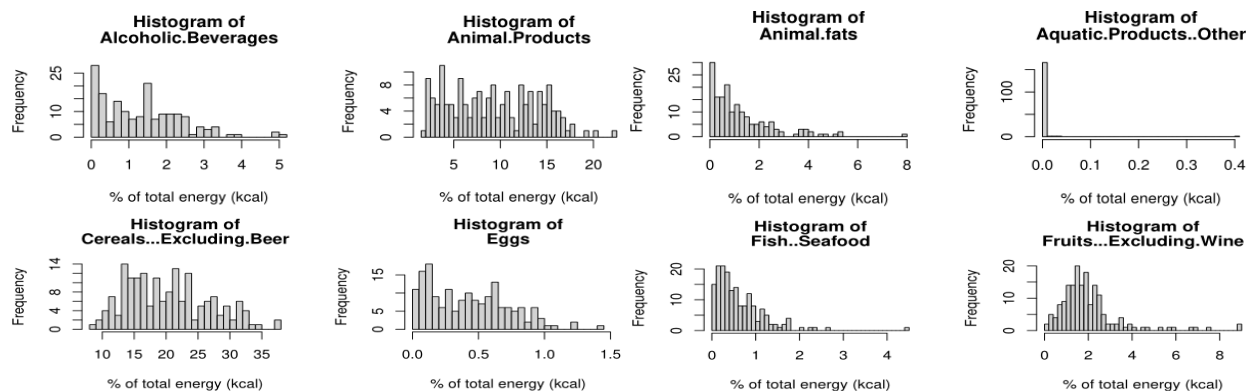 Histogram of
Alcoholic.Beverages
Frequency
0 10 25
0 1 2 3 4 5
% of total energy (kcal)
Histogram of
Animal.Products
Frequency
0 4 8
5 10 15 20
% of total energy (kcal)
Histogram of
Animal.fats
Frequency
0 10 25
0 2 4 6 8
% of total energy (kcal)
Histogram of
Aquatic.Products..Other
Frequency
0 100
0.0 0.1 0.2 0.3 0.4
% of total energy (kcal)
Histogram of
Cereals...Excluding.Beer
Frequency
0 4 8 14
10 15 20 25 30 35
% of total energy (kcal)
Histogram of
Eggs
Frequency
0 5 15
0.0 0.5 1.0 1.5
% of total energy (kcal)
Histogram of
Fish..Seafood
Frequency
0 10 20
0 1 2 3 4
% of total energy (kcal)
Histogram of
Fruits...Excluding.Wine
Frequency
0 10 20
0 2 4 6 8
% of total energy (kcal)